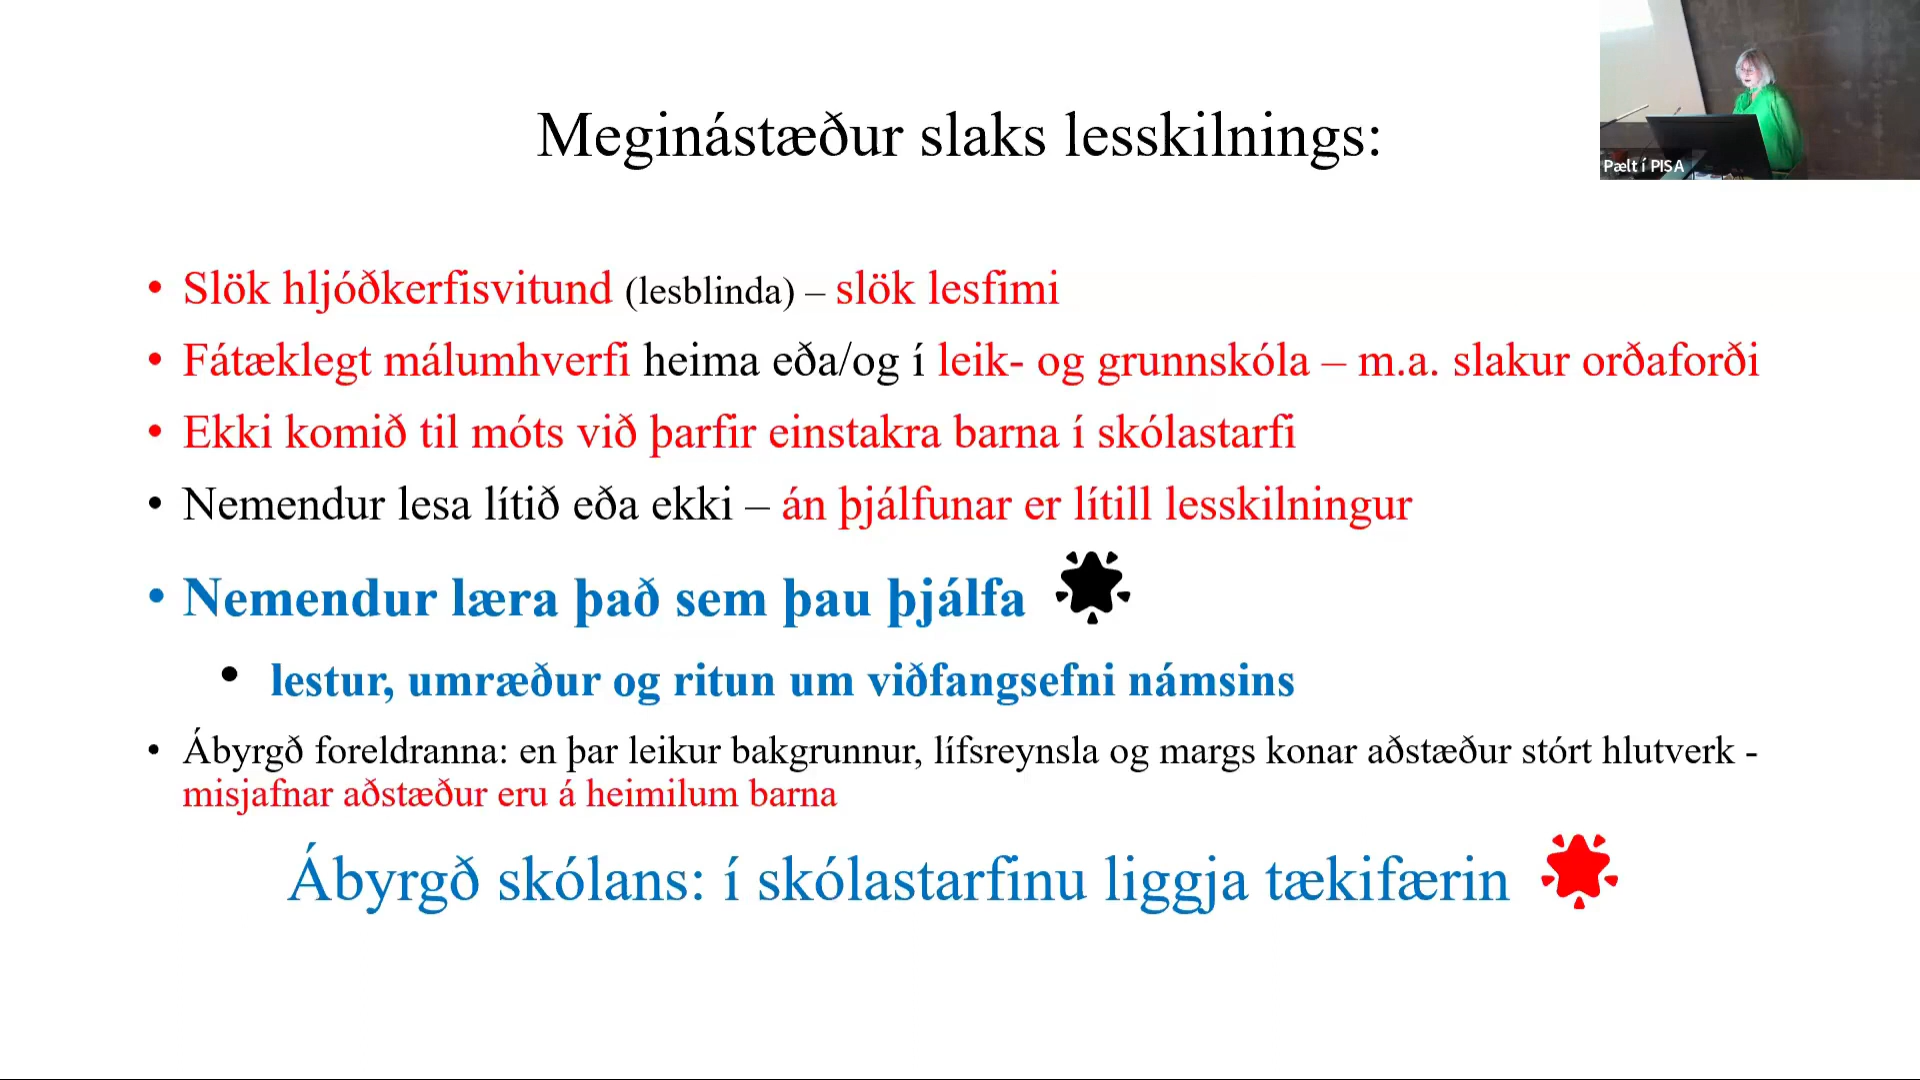 Meginástæður slaks lesskilnings:
Pælt í PISA
• Slök hljóðkerfisvitund (lesblinda) – slök lesfimi
• Fátæklegt málumhverfi heima eða/og í leik- og grunnskóla – m.a. slakur orðaforði
• Ekki komið til móts við þarfir einstakra barna í skólastarfi
• Nemendur lesa lítið eða ekki – án þjálfunar er lítill lesskilningur
• Nemendur læra það sem þau þjálfa
• lestur, umræður og ritun um viðfangsefni námsins
• Ábyrgð foreldranna: en þar leikur bakgrunnur, lífsreynsla og margs konar aðstæður stórt hlutverk -
misjafnar aðstæður eru á heimilum barna
Ábyrgð skólans: í skólastarfinu liggja tækifærin